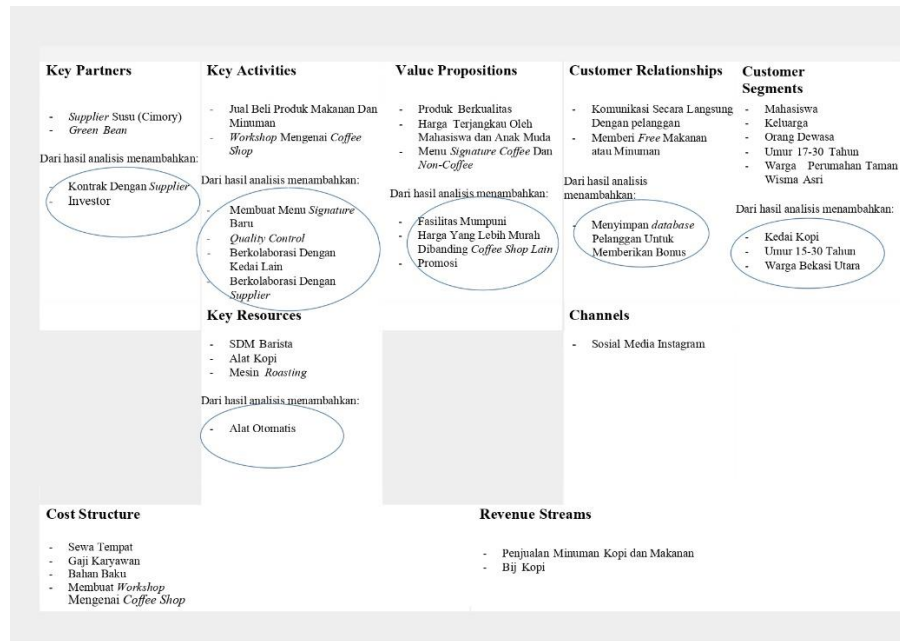 Key Partners
- Supplier Susu (Cimory)
- Green Bean
Dari hasil analisis menambahkan:
- Kontrak Dengan Supplier
- Investor
Key Activities
- Jual Beli Produk Makanan Dan
Minuman
- Workshop Mengenai Coffee
Shop
Dari hasil analisis menambahkan:
- Membuat Menu Signature
Baru
- Quality Control
- Berkolaborasi Dengan
Kedai Lain
- Berkolaborasi Dengan
Supplier
Key Resources
- SDM Barista
- Alat Kopi
- Mesin Roasting
Dari hasil analisis menambahkan:
- Alat Otomatis
Value Propositions
- Produk Berkualitas
- Harga Terjangkau Oleh
Mahasiswa dan Anak Muda
- Menu Signature Coffee Dan
Non-Coffee
Dari hasil analisis menambahkan:
- Fasilitas Mumpuni
- Harga Yang Lebih Murah
Dibanding Coffee Shop Lain
- Promosi
Customer Relationships
- Komunikasi Secara Langsung
Dengan pelanggan
- Memberi Free Makanan
atau Minuman
Dari hasil analisis
menambahkan:
- Menyimpan database
Pelanggan Untuk
Memberikan Bonus
Channels
- Sosial Media Instagram
Customer
Segments
- Mahasiswa
- Keluarga
- Orang Dewasa
- Umur 17-30 Tahun
- Warga Perumahan Taman
Wisma Asri
Dari hasil analisis menambahkan:
- Kedai Kopi
- Umur 15-30 Tahun
- Warga Bekasi Utara
Cost Structure
- Sewa Tempat
- Gaji Karyawan
- Bahan Baku
- Membuat Workshop
Mengenai Coffee Shop
Revenue Streams
- Penjualan Minuman Kopi dan Makanan
- Bij Kopi